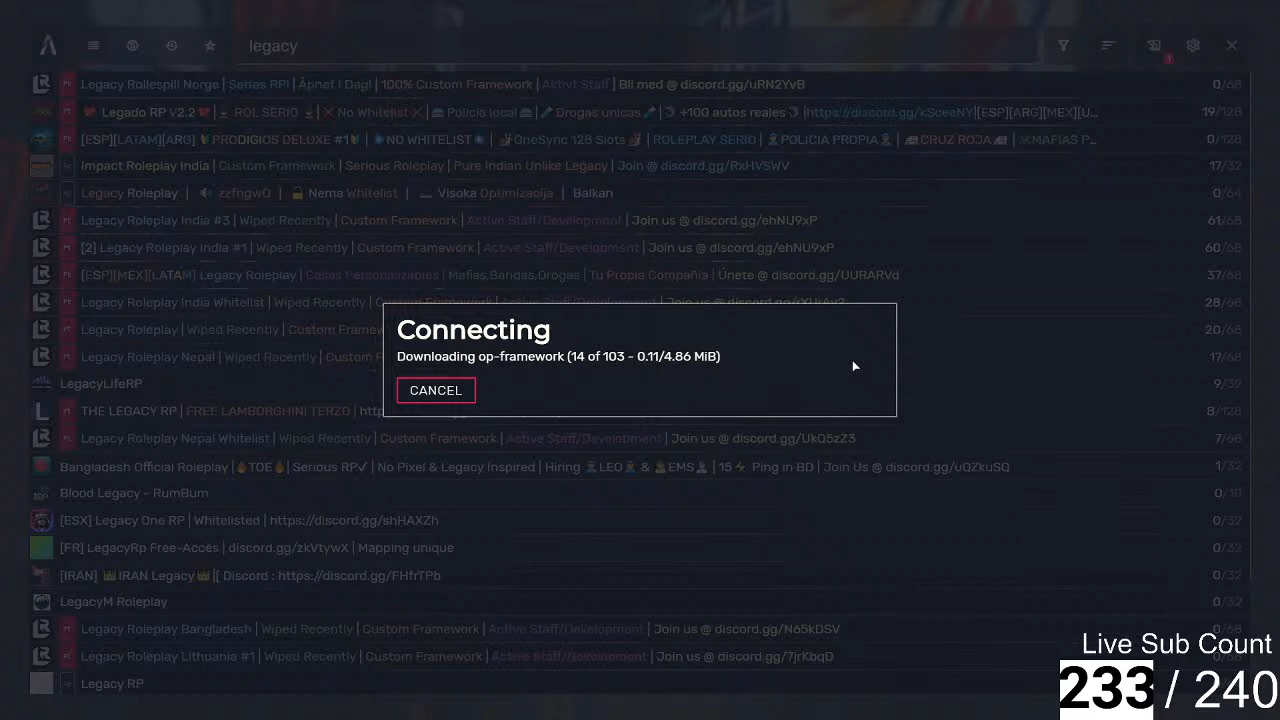 legacy
Legacy Rollespill Norge | Søbes RP! | Åpnet I Dag! | 100% Custom Framework | Aktivt Staff | Bli med @ discord.gg/uRN2YvB 0/68
Legado RP V2.2 | ROL SERIO | No Whitelist | Policia local | Drogas unicas | +100 autos reales | https://discord.gg/kSceeNY|[ESP][ARG][MEX][U... 19/128
[ESP][LATAM][ARG] PRODIGIOS DELUXE #1 | NO WHITELIST | OneSync 128 Slots | ROLEPLAY SERIO | POLICIA PROPIA | CRUZ ROJA | MAFIAS P... 0/128
Impact Roleplay India | Custom Framework | Serious Roleplay | Pure Indian Unlike Legacy | Join @ discord.gg/RxHVSWV 17/32
Legacy Roleplay | zzfngwQ | Nema Whitelist | Visoka Optimizacija | Balkan 0/64
Legacy Roleplay India #3 | Wiped Recently | Custom Framework | Active Staff/Development | Join us @ discord.gg/ehNU9xP 61/68
[2] Legacy Roleplay India #1 | Wiped Recently | Custom Framework | Active Staff/Development | Join us @ discord.gg/ehNU9xP 60/68
[ESP][MEX][LATAM] Legacy Roleplay | Casas Personalizables | Mafias,Bandas,Drogas | Tu Propia Compañia | Únete @ discord.gg/UURARVd 37/68
Legacy Roleplay India Whitelist | Wiped Recently | Custom Framework | Active Staff/Development | Join us @ 28/68
Connecting
Legacy Roleplay | Wiped Recently | Custom Framew 20/68
Downloading op-framework (14 of 103 - 0.11/4.86 MiB)
Legacy Roleplay Nepal | Wiped Recently | Custom F 17/68
CANCEL
LegacyLifeRP 9/32
THE LEGACY RP | FREE LAMBORGHINI TERZO | 8/128
Legacy Roleplay Nepal Whitelist | Wiped Recently | Custom Framework | Active Staff/Development | Join us @ discord.gg/UkQ5zZ3 7/68
Bangladesh Official Roleplay | TOE | Serious RP✓ | No Pixel & Legacy Inspired | Hiring LEO & EMS | 15 Ping in BD | Join Us @ discord.gg/uQZkuSQ 1/32
Blood Legacy - RumBum 0/10
[ESX] Legacy One RP | Whitelisted | https://discord.gg/shHAXZh 0/32
[FR] LegacyRp Free-Accès | discord.gg/zkVtywX | Mapping unique 0/32
[IRAN] IRAN Legacy |[ Discord : https://discord.gg/FHfrTPb 0/32
LegacyM Roleplay 0/32
Legacy Roleplay Bangladesh | Wiped Recently | Custom Framework | Active Staff/Development | Join us @ discord.gg/N65kDSV
Legacy Roleplay Lithuania #1 | Wiped Recently | Custom Framework | Active Staff/Development | Join us @ discord.gg/7jrKbqD
Legacy RP
Live Sub Count
233 / 240